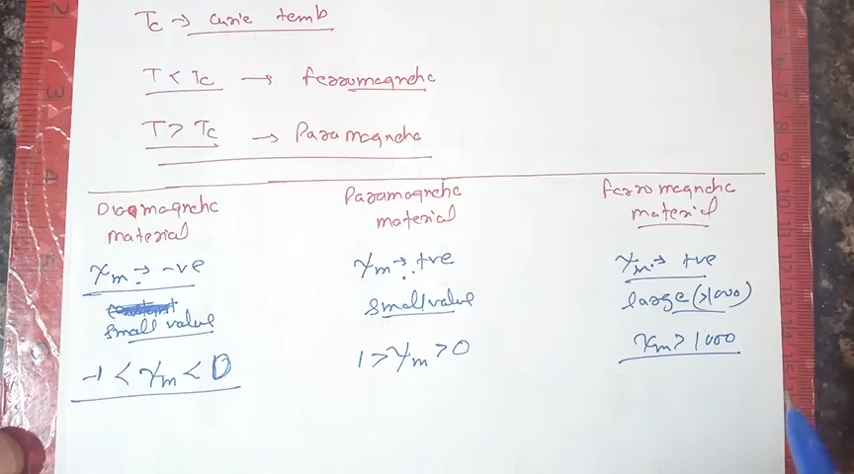 Tc → curie temb
T < Tc → ferromagnetic
T > Tc → Paramagnetic
Diamagnetic material
χm → -ve
small value
-1 < χm < 0
Paramagnetic material
χm → +ve
small value
1 > χm > 0
ferromagnetic material
χm → +ve
large (>1000)
χm > 1000